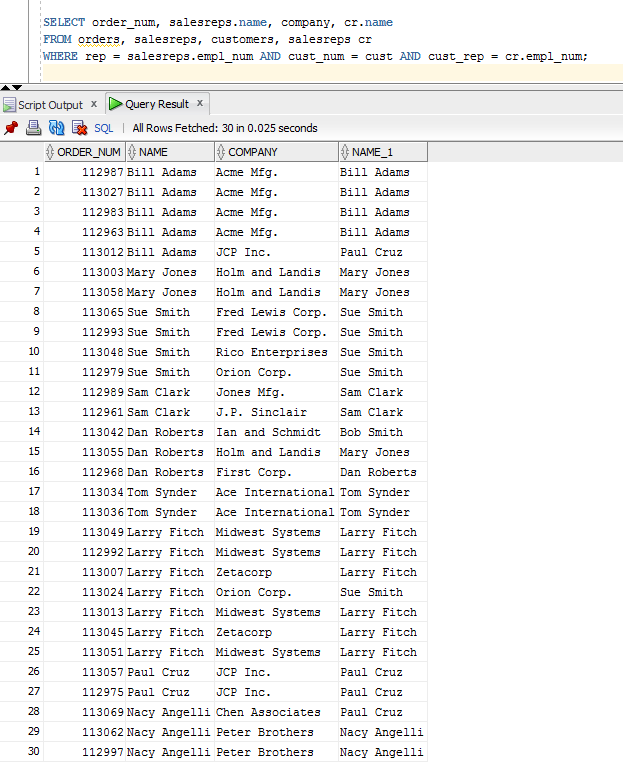 SELECT order_num, salesreps.name, company, cr.name
FROM orders, salesreps, customers, salesreps cr
WHERE rep = salesreps.empl_num AND cust_num = cust AND cust_rep = cr.empl_num;
Script Output x Query Result x
SQL | All Rows Fetched: 30 in 0.025 seconds
ORDER_NUM NAME COMPANY NAME_1
1 112987 Bill Adams Acme Mfg. Bill Adams
2 113027 Bill Adams Acme Mfg. Bill Adams
3 112983 Bill Adams Acme Mfg. Bill Adams
4 112963 Bill Adams Acme Mfg. Bill Adams
5 113012 Bill Adams JCP Inc. Paul Cruz
6 113003 Mary Jones Holm and Landis Mary Jones
7 113058 Mary Jones Holm and Landis Mary Jones
8 113065 Sue Smith Fred Lewis Corp. Sue Smith
9 112993 Sue Smith Fred Lewis Corp. Sue Smith
10 113048 Sue Smith Rico Enterprises Sue Smith
11 112979 Sue Smith Orion Corp. Sue Smith
12 112989 Sam Clark Jones Mfg. Sam Clark
13 112961 Sam Clark J.P. Sinclair Sam Clark
14 113042 Dan Roberts Ian and Schmidt Bob Smith
15 113055 Dan Roberts Holm and Landis Mary Jones
16 112968 Dan Roberts First Corp. Dan Roberts
17 113034 Tom Synder Ace International Tom Synder
18 113036 Tom Synder Ace International Tom Synder
19 113049 Larry Fitch Midwest Systems Larry Fitch
20 112992 Larry Fitch Midwest Systems Larry Fitch
21 113007 Larry Fitch Zetacorp Larry Fitch
22 113024 Larry Fitch Orion Corp. Sue Smith
23 113013 Larry Fitch Midwest Systems Larry Fitch
24 113045 Larry Fitch Zetacorp Larry Fitch
25 113051 Larry Fitch Midwest Systems Larry Fitch
26 113057 Paul Cruz JCP Inc. Paul Cruz
27 112975 Paul Cruz JCP Inc. Paul Cruz
28 113069 Nacy Angelli Chen Associates Paul Cruz
29 113062 Nacy Angelli Peter Brothers Nacy Angelli
30 112997 Nacy Angelli Peter Brothers Nacy Angelli